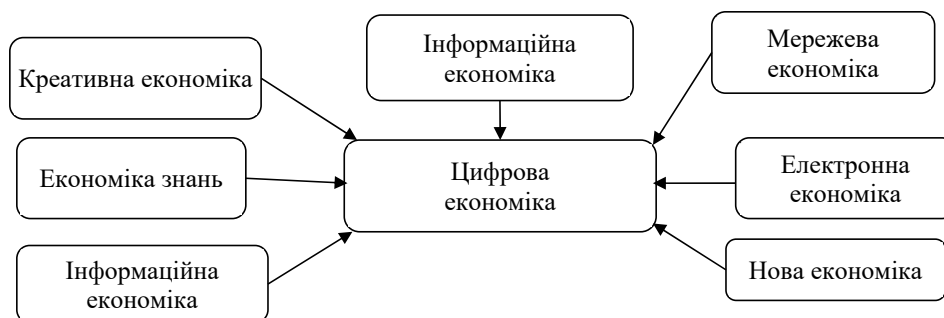 Інформаційна
економіка
Мережева
економіка
Креативна економіка
Економіка знань
Цифрова
економіка
Електронна
економіка
Інформаційна
економіка
Нова економіка